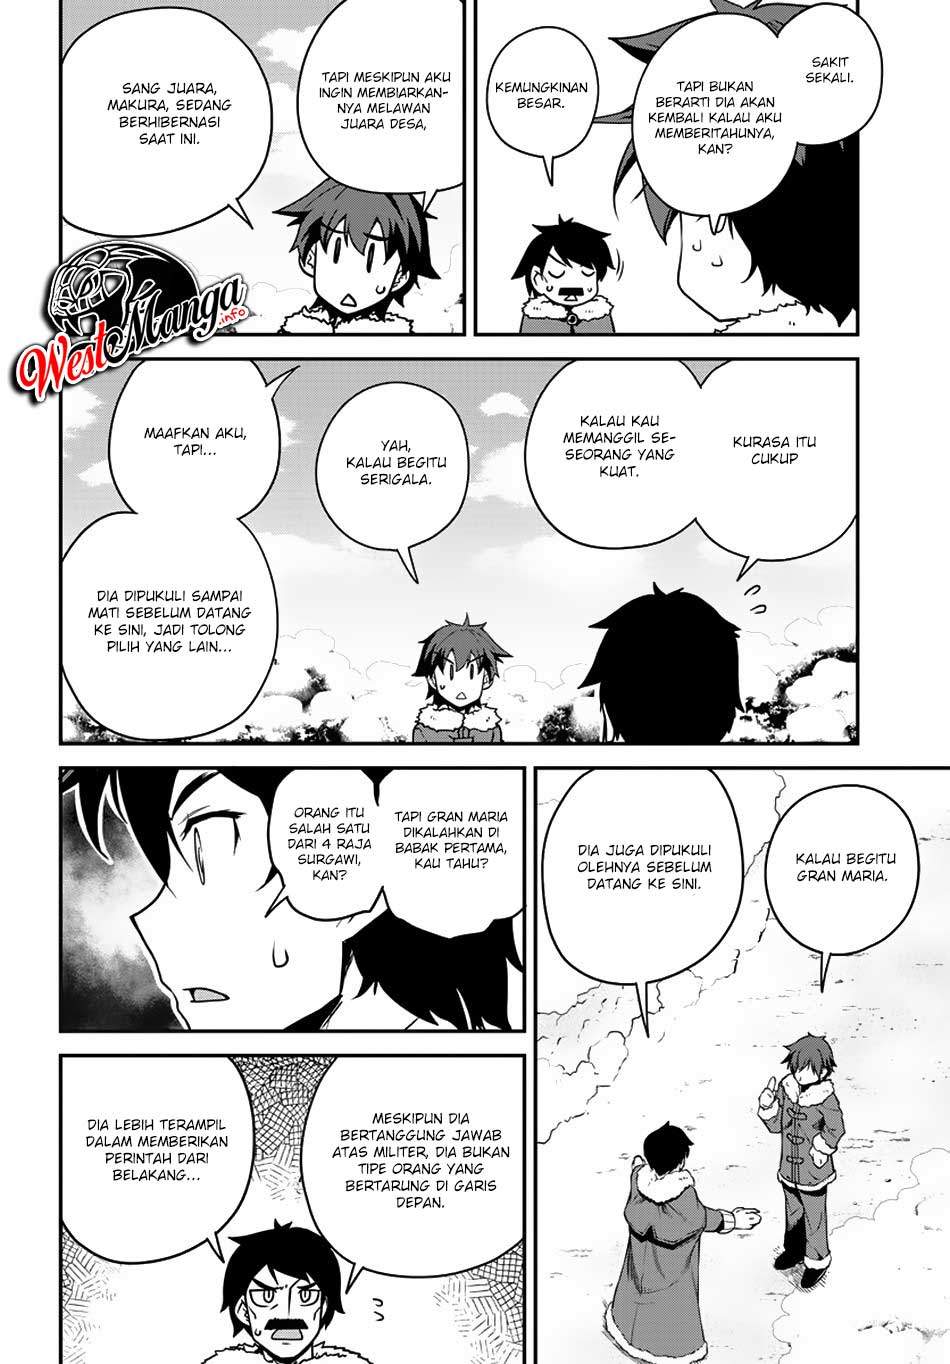 SAKIT
SEKALI.
TAPI BUKAN
BERARTI DIA AKAN
KEMBALI KALAU AKU
MEMBERITAHUNYA,
KAN?
KEMUNGKINAN
BESAR.
TAPI MESKIPUN AKU
INGIN MEMBIARKAN-
NYA MELAWAN
JUARA DESA,
SANG JUARA,
MAKURA, SEDANG
BERHIBERNASI
SAAT INI.
WestManga
.info
KURASA ITU
CUKUP
KALAU KAU
MEMANGGIL SE-
SEORANG YANG
KUAT.
YAH,
KALAU BEGITU
SERIGALA.
MAAFKAN AKU,
TAPI...
DIA DIPUKULI SAMPAI
MATI SEBELUM DATANG
KE SINI, JADI TOLONG
PILIH YANG LAIN...
KALAU BEGITU
GRAN MARIA.
DIA JUGA DIPUKULI
OLEHNYA SEBELUM
DATANG KE SINI.
TAPI GRAN MARIA
DIKALAHKAN DI
BABAK PERTAMA,
KAU TAHU?
ORANG ITU
SALAH SATU
DARI 4 RAJA
SURGAWI,
KAN?
MESKIPUN DIA
BERTANGGUNG JAWAB
ATAS MILITER, DIA BUKAN
TIPE ORANG YANG
BERTARUNG DI GARIS
DEPAN.
DIA LEBIH TERAMPIL
DALAM MEMBERIKAN
PERINTAH DARI
BELAKANG...